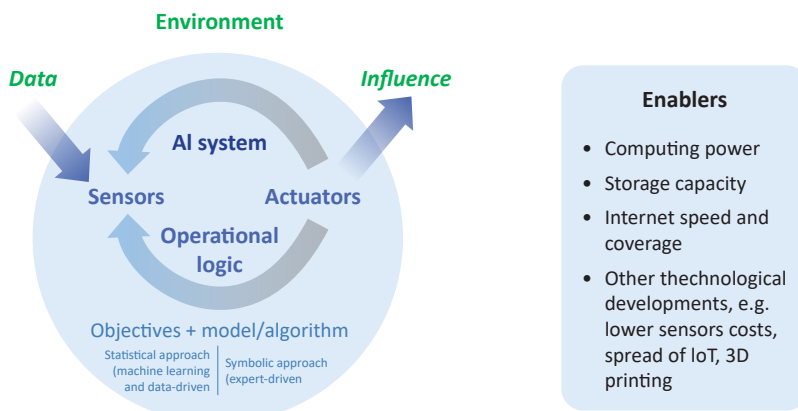 Environment
Data
Influence
AI system
Sensors
Actuators
Operational
logic
Objectives + model/algorithm
Statistical approach
(machine learning
and data-driven
Symbolic approach
(expert-driven
Enablers
• Computing power
• Storage capacity
• Internet speed and
coverage
• Other thechnological
developments, e.g.
lower sensors costs,
spread of loT, 3D
printing